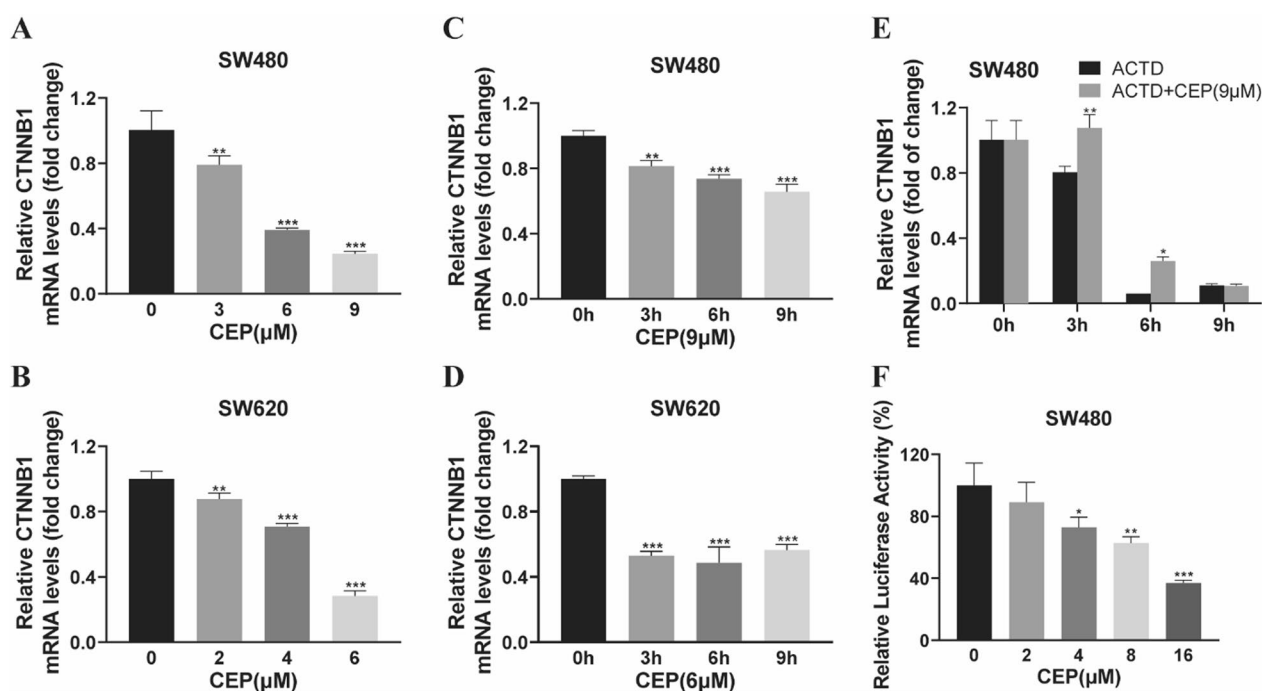 A
SW480
Relative CTNNB1
mRNA levels (fold change)
1.2
0.8
0.4
0.0
**
***
***
0 3 6 9
CEP(μM)
B
SW620
Relative CTNNB1
mRNA levels (fold change)
1.2
0.8
0.4
0.0
**
***
***
0 2 4 6
CEP(μM)
C
SW480
Relative CTNNB1
mRNA levels (fold change)
1.2
0.8
0.4
0.0
**
***
***
0h 3h 6h 9h
CEP(9μM)
D
SW620
Relative CTNNB1
mRNA levels (fold change)
1.2
0.8
0.4
0.0
***
***
***
0h 3h 6h 9h
CEP(6μM)
E
SW480
ACTD
ACTD+CEP(9μM)
Relative CTNNB1
mRNA levels (fold of change)
1.2
0.8
0.4
0.0
**
*
0h 3h 6h 9h
F
SW480
Relative Luciferase Activity (%)
120
80
40
0
*
**
***
0 2 4 8 16
CEP(μM)